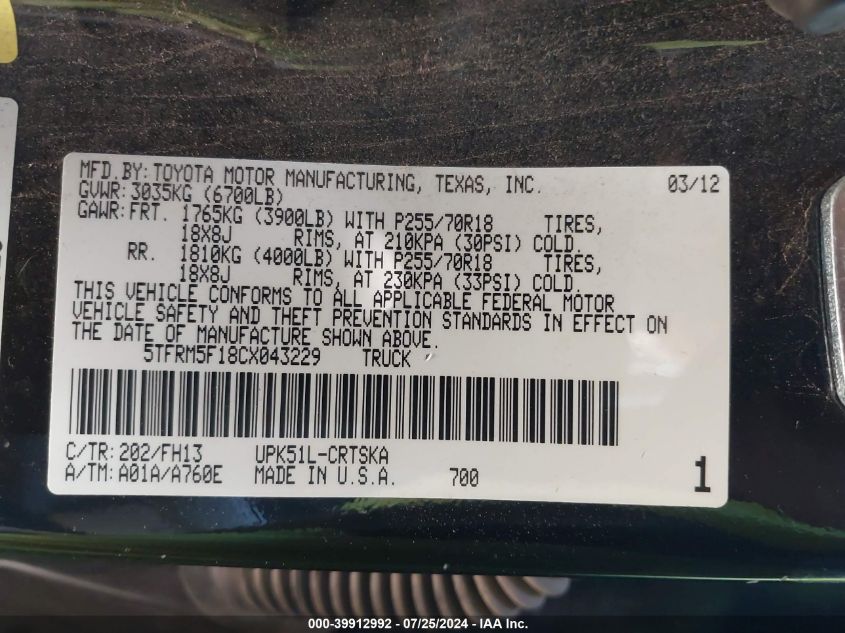 MFD. BY: TOYOTA MOTOR MANUFACTURING, TEXAS, INC. 03/12
GVWR: 3035KG (6700LB)
GAWR: FRT. 1765KG (3900LB) WITH P255/70R18 TIRES,
18X8J RIMS, AT 210KPA (30PSI) COLD.
RR. 1810KG (4000LB) WITH P255/70R18 TIRES,
18X8J RIMS, AT 230KPA (33PSI) COLD.
THIS VEHICLE CONFORMS TO ALL APPLICABLE FEDERAL MOTOR
VEHICLE SAFETY AND THEFT PREVENTION STANDARDS IN EFFECT ON
THE DATE OF MANUFACTURE SHOWN ABOVE.
5TFRM5F18CX043229 TRUCK
C/TR: 202/FH13 UPK51L-CRTSKA
A/TM: A01A/A760E MADE IN U.S.A. 700 1
000-39912992 - 07/25/2024 - IAA Inc.